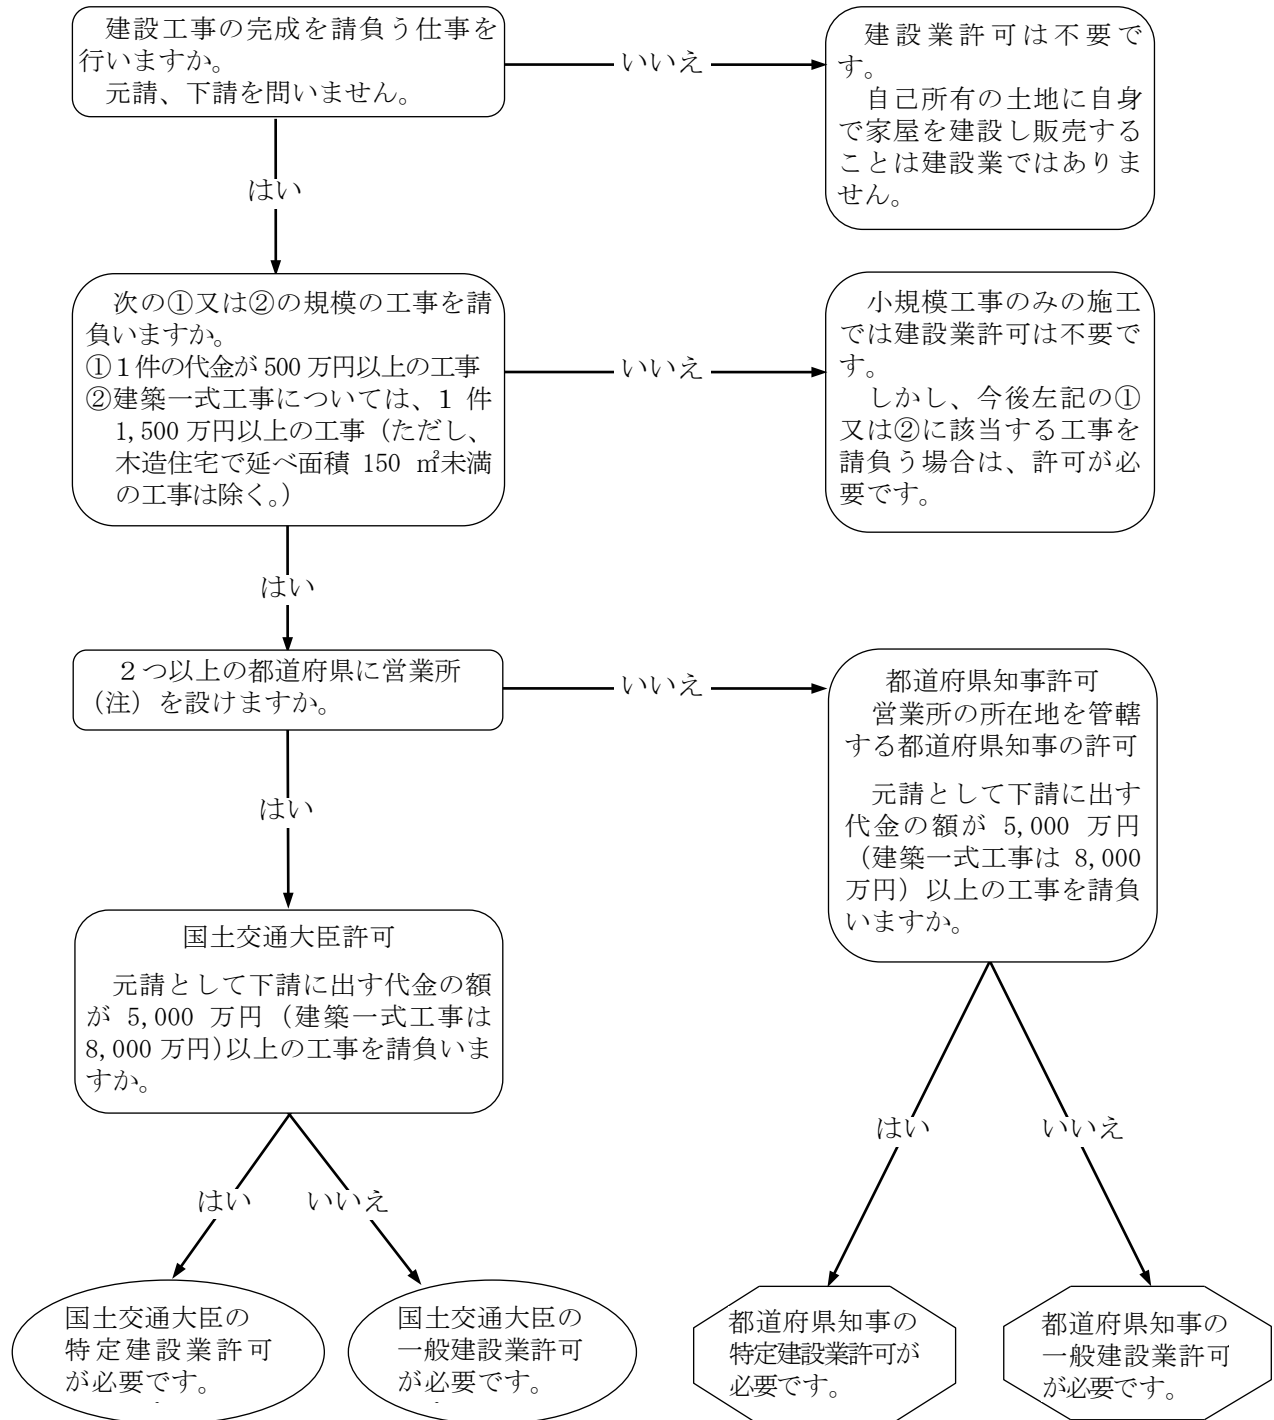 建設工事の完成を請負う仕事を
行いますか。
元請、下請を問いません。
いいえ
建設業許可は不要で
す。
自己所有の土地に自身
で家屋を建設し販売する
ことは建設業ではありま
せん。
はい
次の①又は②の規模の工事を請
負いますか。
①１件の代金が 500 万円以上の工事
②建築一式工事については、１ 件
1,500 万円以上の工事（ただし、
木造住宅で延べ面積 150 ㎡未満
の工事は除く。）
いいえ
小規模工事のみの施工
では建設業許可は不要で
す。
しかし、今後左記の①
又は②に該当する工事を
請負う場合は、許可が必
要です。
はい
２つ以上の都道府県に営業所
（注）を設けますか。
いいえ
都道府県知事許可
営業所の所在地を管轄
する都道府県知事の許可
元請として下請に出す
代金の額が 5,000 万円
（建築一式工事は 8,000
万円）以上の工事を請負
いますか。
はい
国土交通大臣許可
元請として下請に出す代金の額
が 5,000 万円（建築一式工事は
8,000 万円）以上の工事を請負いま
すか。
はい
いいえ
はい
いいえ
国土交通大臣の
特定建設業許可
が必要です。
国土交通大臣の
一般建設業許可
が必要です。
都道府県知事の
特定建設業許可が
必要です。
都道府県知事の
一般建設業許可
が必要です。